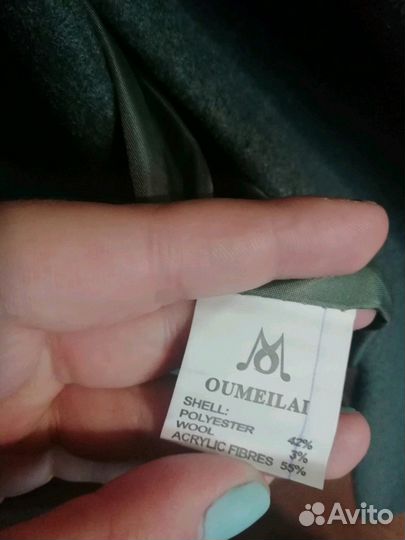 OUMEILAI
SHELL:
POLYESTER 42%
WOOL 3%
ACRYLIC FIBRES 55%
Avito